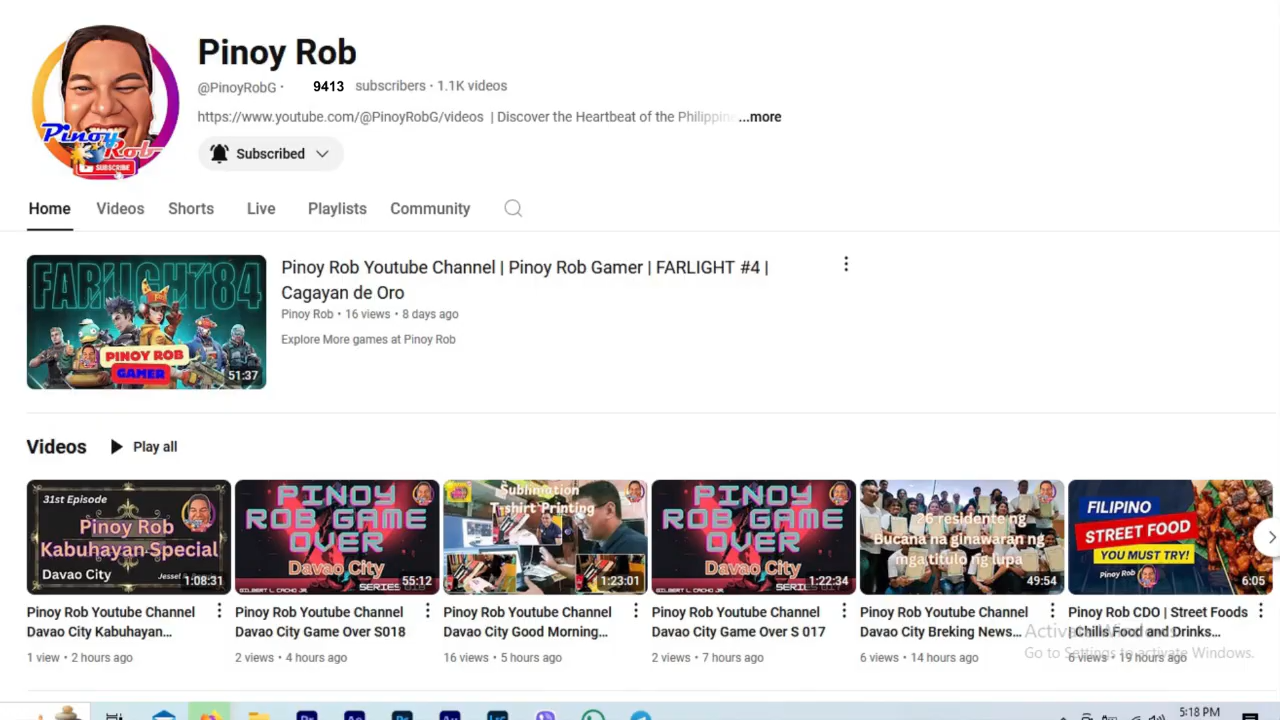 Pinoy Rob
@PinoyRobG · 9413 subscribers · 1.1K videos
https://www.youtube.com/@PinoyRobG/videos | Discover the Heartbeat of the Philippin ...more
Subscribed
Pinoy
Rob
SUBSCRIBE
Home Videos Shorts Live Playlists Community
FARLIGHT84
PINOY ROB
GAMER
51:37
Pinoy Rob Youtube Channel | Pinoy Rob Gamer | FARLIGHT #4 |
Cagayan de Oro
Pinoy Rob • 16 views • 8 days ago
Explore More games at Pinoy Rob
Videos Play all
31st Episode
Pinoy Rob
Kabuhayan Special
Davao City
Jessel
1:08:31
PINOY
ROB GAME
OVER
Davao City
GILBERT L. CACHO JR. SERIES 018
55:12
Sublimation
T-shirt Printing
1:23:01
PINOY
ROB GAME
OVER
Davao City
GILBERT L. CACHO JR. SERIES 017
1:22:34
26 residente ng
Bucana na ginawaran ng
mga titulo ng lupa
49:54
FILIPINO
STREET FOOD
YOU MUST TRY!
Pinoy Rob
6:05
Pinoy Rob Youtube Channel
Davao City Kabuhayan...
1 view • 2 hours ago
Pinoy Rob Youtube Channel
Davao City Game Over S018
2 views • 4 hours ago
Pinoy Rob Youtube Channel
Davao City Good Morning...
16 views • 5 hours ago
Pinoy Rob Youtube Channel
Davao City Game Over S 017
2 views • 7 hours ago
Pinoy Rob Youtube Channel
Davao City Breking News...
6 views • 14 hours ago
Pinoy Rob CDO | Street Foods
| Chills Food and Drinks...
6 views • 19 hours ago
Activate Windows
Go to Settings to activate Windows.
5:18 PM